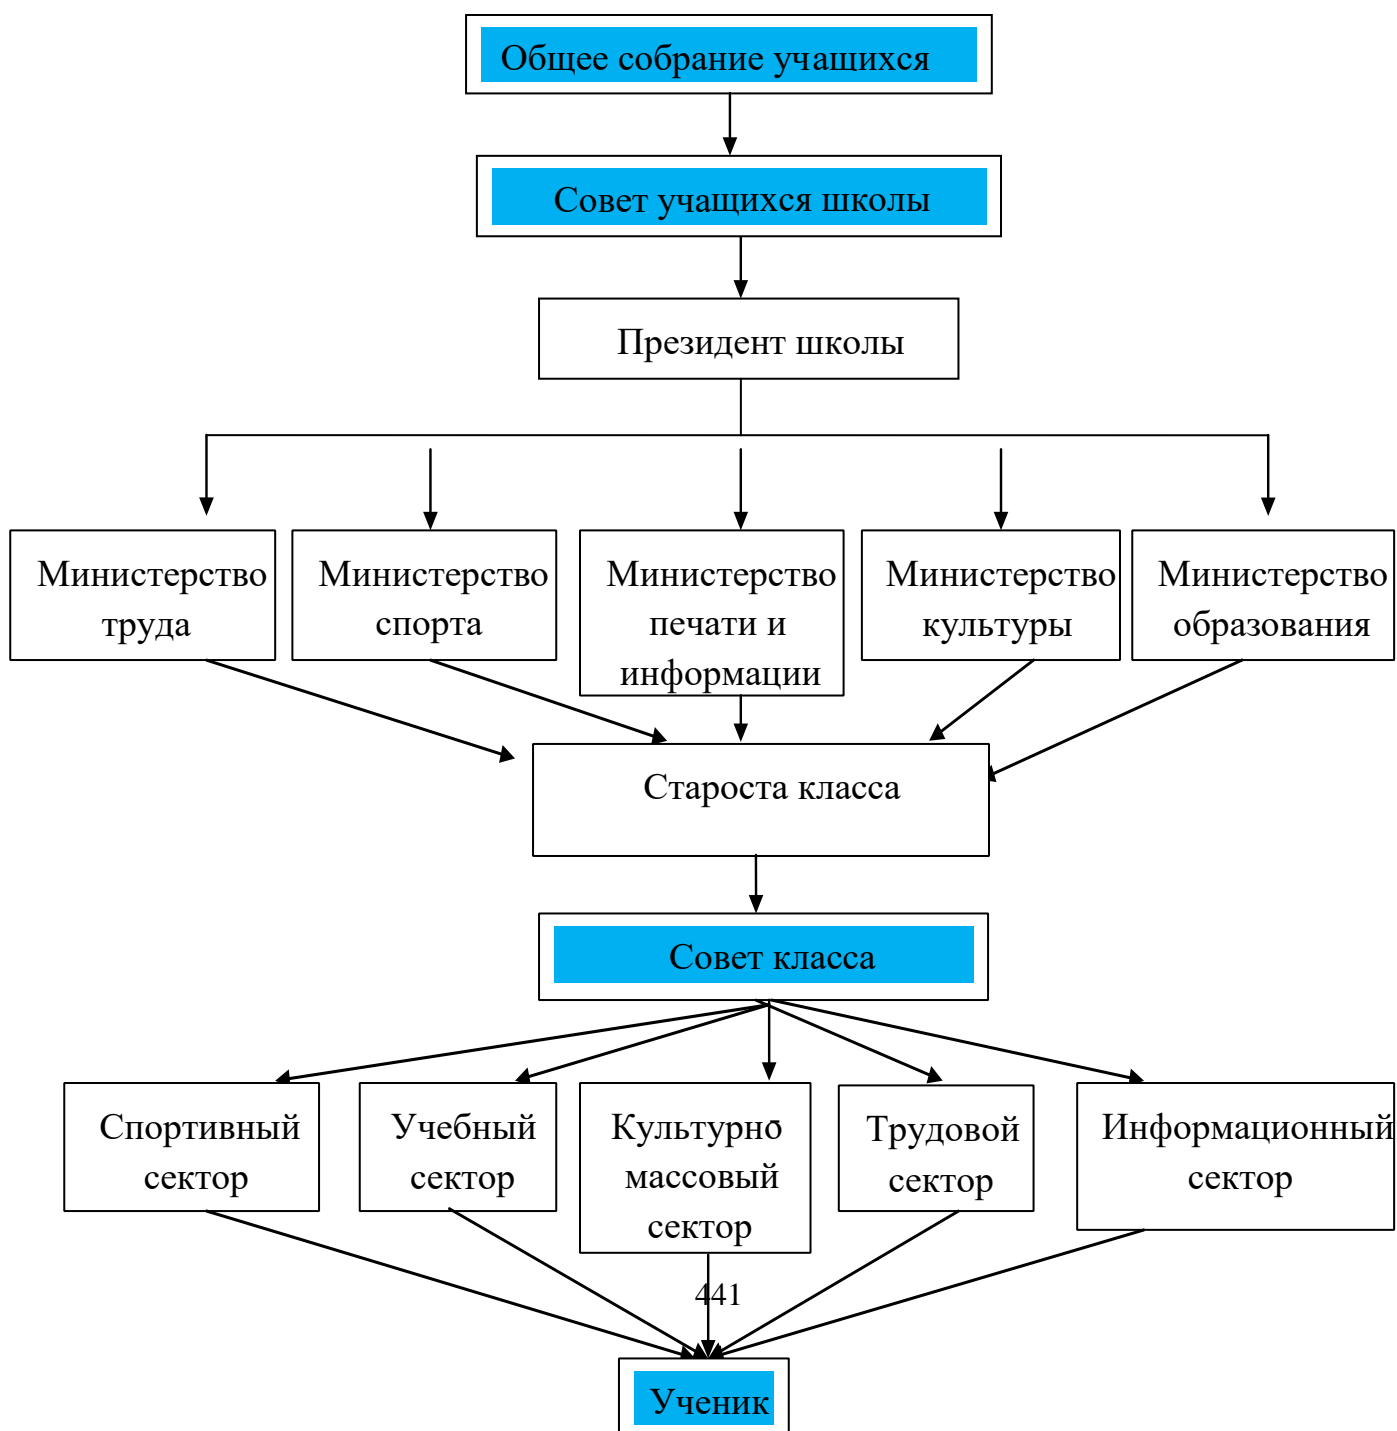 Общее собрание учащихся
Совет учащихся школы
Президент школы
Министерство
труда
Министерство
спорта
Министерство
печати и
информации
Министерство
культуры
Министерство
образования
Староста класса
Совет класса
Спортивный
сектор
Учебный
сектор
Культурно-
массовый
сектор
Трудовой
сектор
Информационный
сектор
441
Ученик